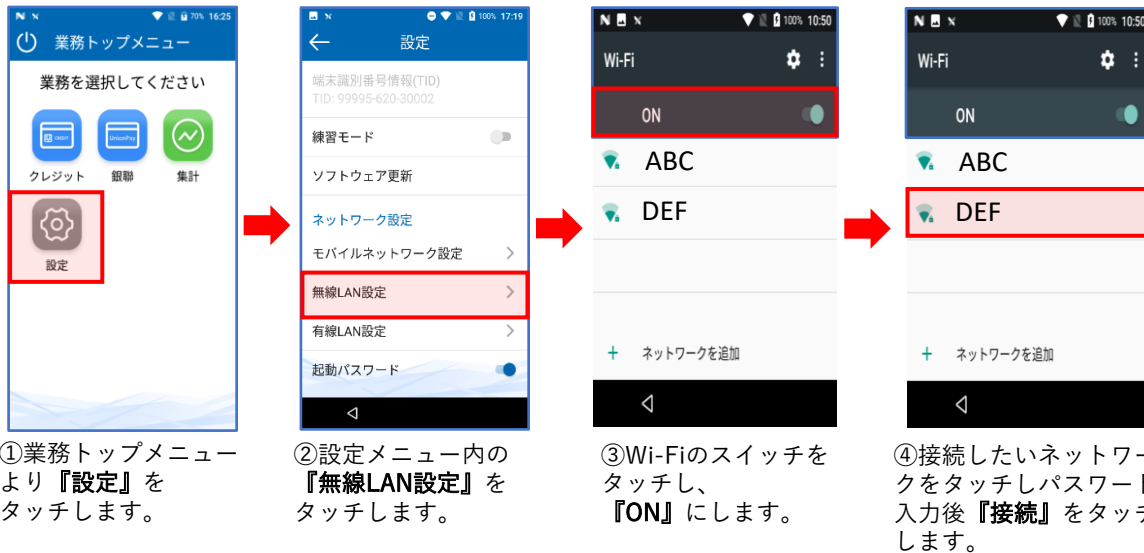 70% 16:25
業務トップメニュー
業務を選択してください
CREDIT
UnionPay
クレジット
銀聯
集計
設定
①業務トップメニュー
より『設定』を
タッチします。
100% 17:19
設定
端末識別番号情報(TID)
TID: 99995-620-30002
練習モード
ソフトウェア更新
ネットワーク設定
モバイルネットワーク設定
無線LAN設定
有線LAN設定
起動パスワード
②設定メニュー内の
『無線LAN設定』を
タッチします。
100% 10:50
Wi-Fi
ON
ABC
DEF
+ ネットワークを追加
③Wi-Fiのスイッチを
タッチし、
『ON』にします。
100% 10:50
Wi-Fi
ON
ABC
DEF
+ ネットワークを追加
④接続したいネットワー
クをタッチしパスワート
入力後『接続』をタッチ
します。